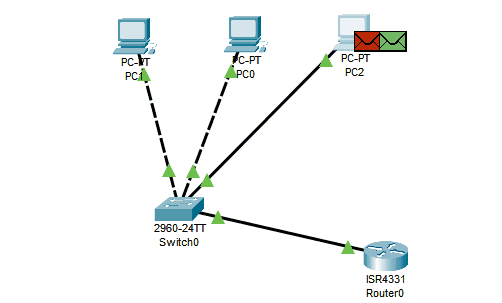 PC-PT
PC1
PC-PT
PC0
PC-PT
PC2
2960-24TT
Switch0
ISR4331
Router0